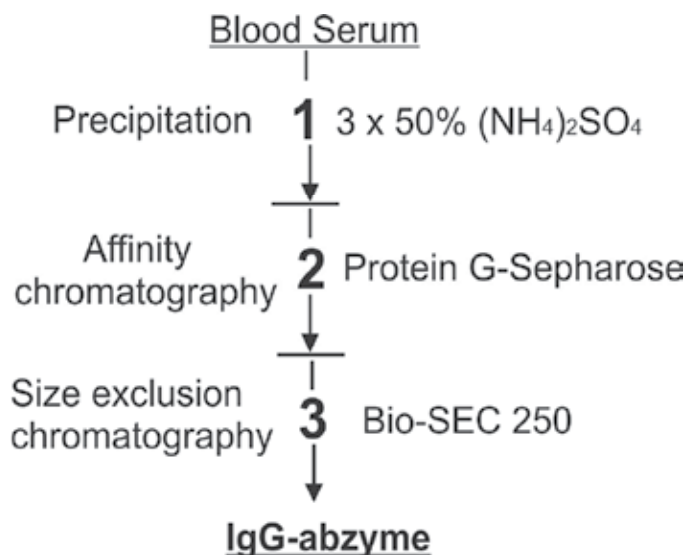 Blood Serum
Precipitation 1 3 x 50% (NH₄)₂SO₄
Affinity
chromatography 2 Protein G-Sepharose
Size exclusion
chromatography 3 Bio-SEC 250
IgG-abzyme